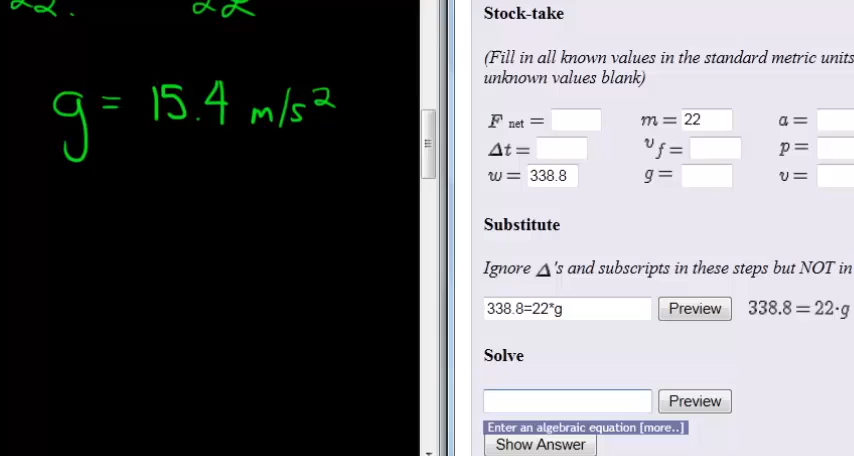 22. 22
g = 15.4 m/s²
Stock-take
(Fill in all known values in the standard metric units
unknown values blank)
F net = m = 22 a =
Δt = v f = p =
w = 338.8 g = v =
Substitute
Ignore Δ's and subscripts in these steps but NOT in
338.8=22*g Preview 338.8 = 22·g
Solve
Preview
Enter an algebraic equation [more..]
Show Answer